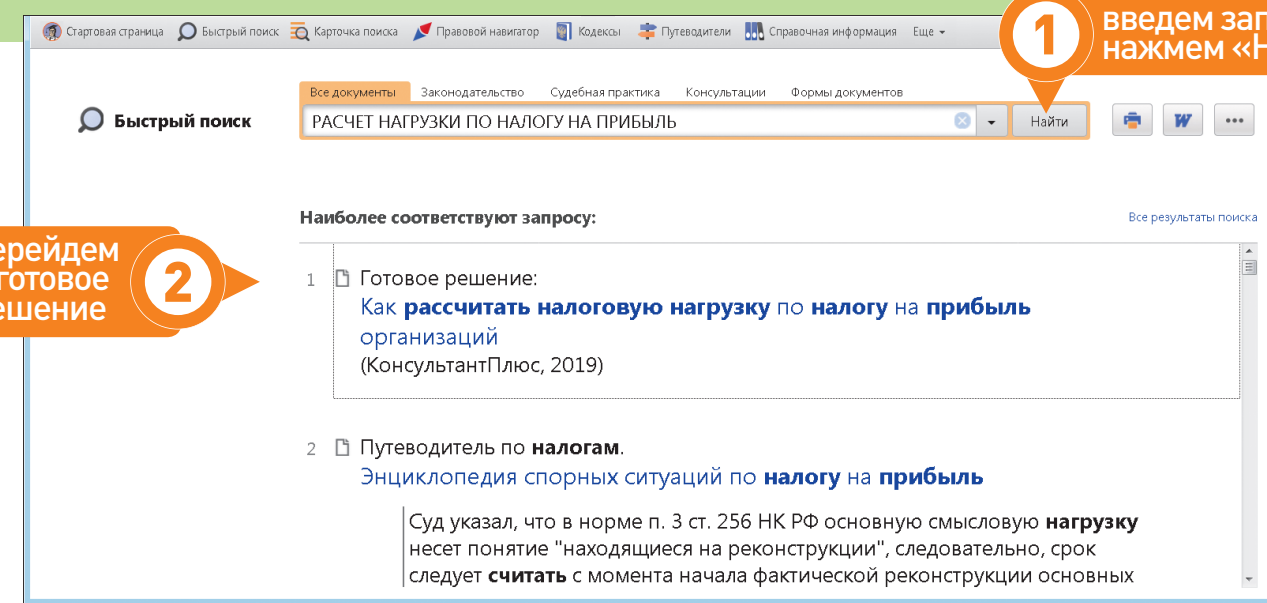 Стартовая страница Быстрый поиск Карточка поиска Правовой навигатор Кодексы Путеводители Справочная информация Еще
1
введем
нажмем
Все документы Законодательство Судебная практика Консультации Формы документов
Быстрый поиск
РАСЧЕТ НАГРУЗКИ ПО НАЛОГУ НА ПРИБЫЛЬ
Найти
W
Наиболее соответствуют запросу:
Все результаты поиска
готовое
2
1 Готовое решение:
Как рассчитать налоговую нагрузку по налогу на прибыль
организаций
(КонсультантПлюс, 2019)
2 Путеводитель по налогам.
Энциклопедия спорных ситуаций по налогу на прибыль
Суд указал, что в норме п. 3 ст. 256 НК РФ основную смысловую нагрузку
несет понятие "находящиеся на реконструкции", следовательно, срок
следует считать с момента начала фактической реконструкции основных